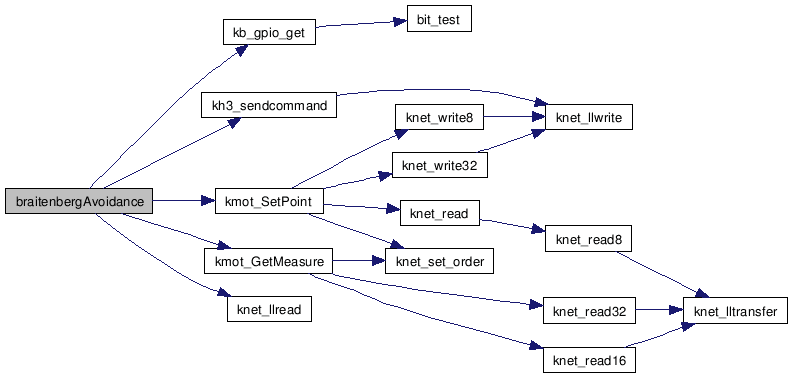 bit_test
kb_gpio_get
kh3_sendcommand
knet_write8
knet_llwrite
knet_write32
braitenbergAvoidance
kmot_SetPoint
knet_read
knet_read8
kmot_GetMeasure
knet_set_order
knet_llread
knet_read32
knet_lltransfer
knet_read16